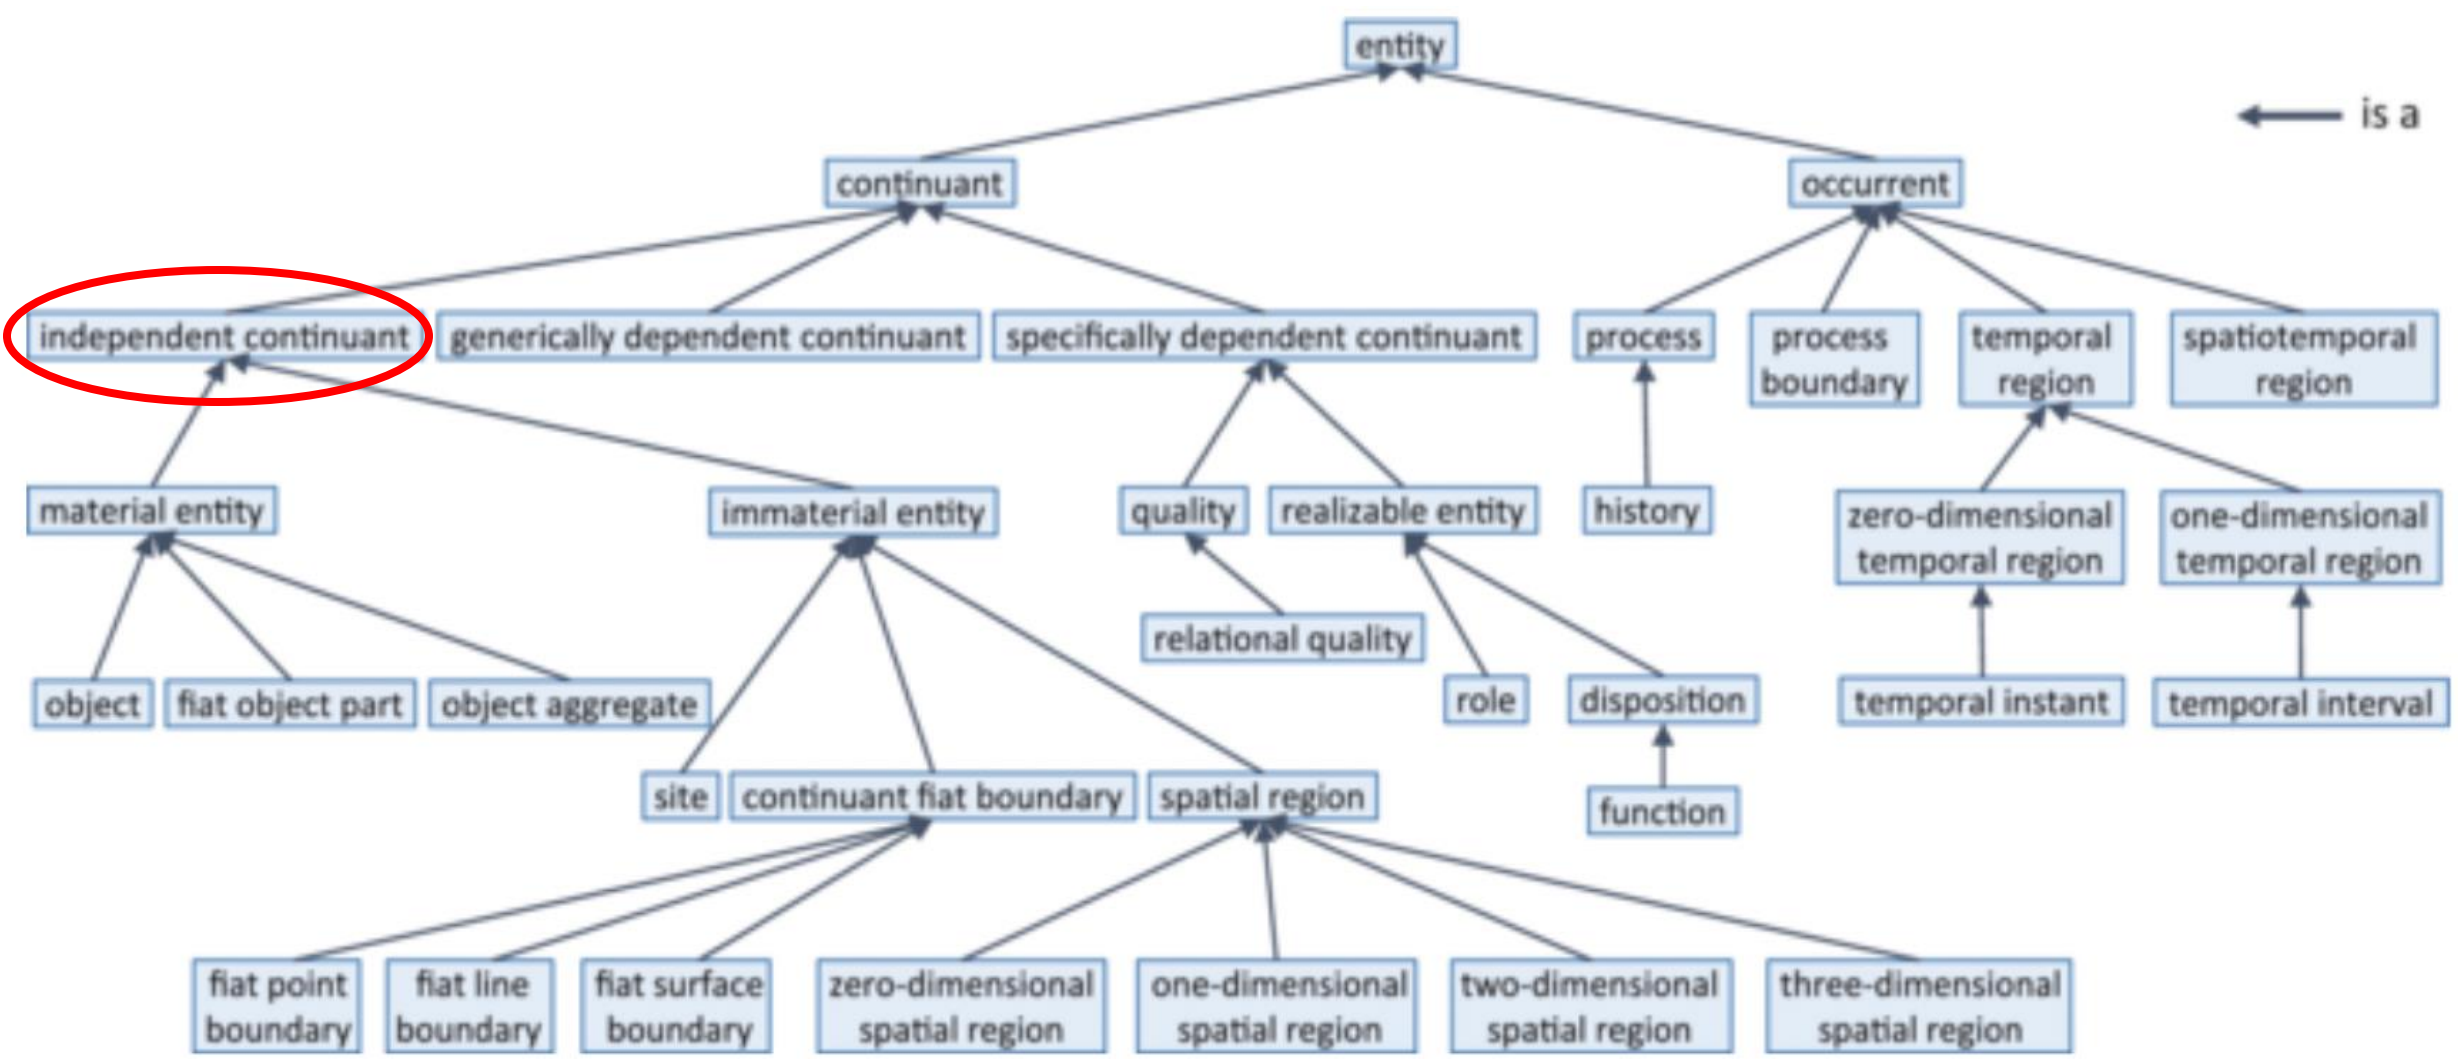 entity
is a
continuant
occurrent
independent continuant
generically dependent continuant
specifically dependent continuant
process
process
boundary
temporal
region
spatiotemporal
region
material entity
immaterial entity
quality
realizable entity
history
zero-dimensional
temporal region
one-dimensional
temporal region
relational quality
object
fiat object part
object aggregate
role
disposition
temporal instant
temporal interval
site
continuant fiat boundary
spatial region
function
fiat point
boundary
fiat line
boundary
fiat surface
boundary
zero-dimensional
spatial region
one-dimensional
spatial region
two-dimensional
spatial region
three-dimensional
spatial region